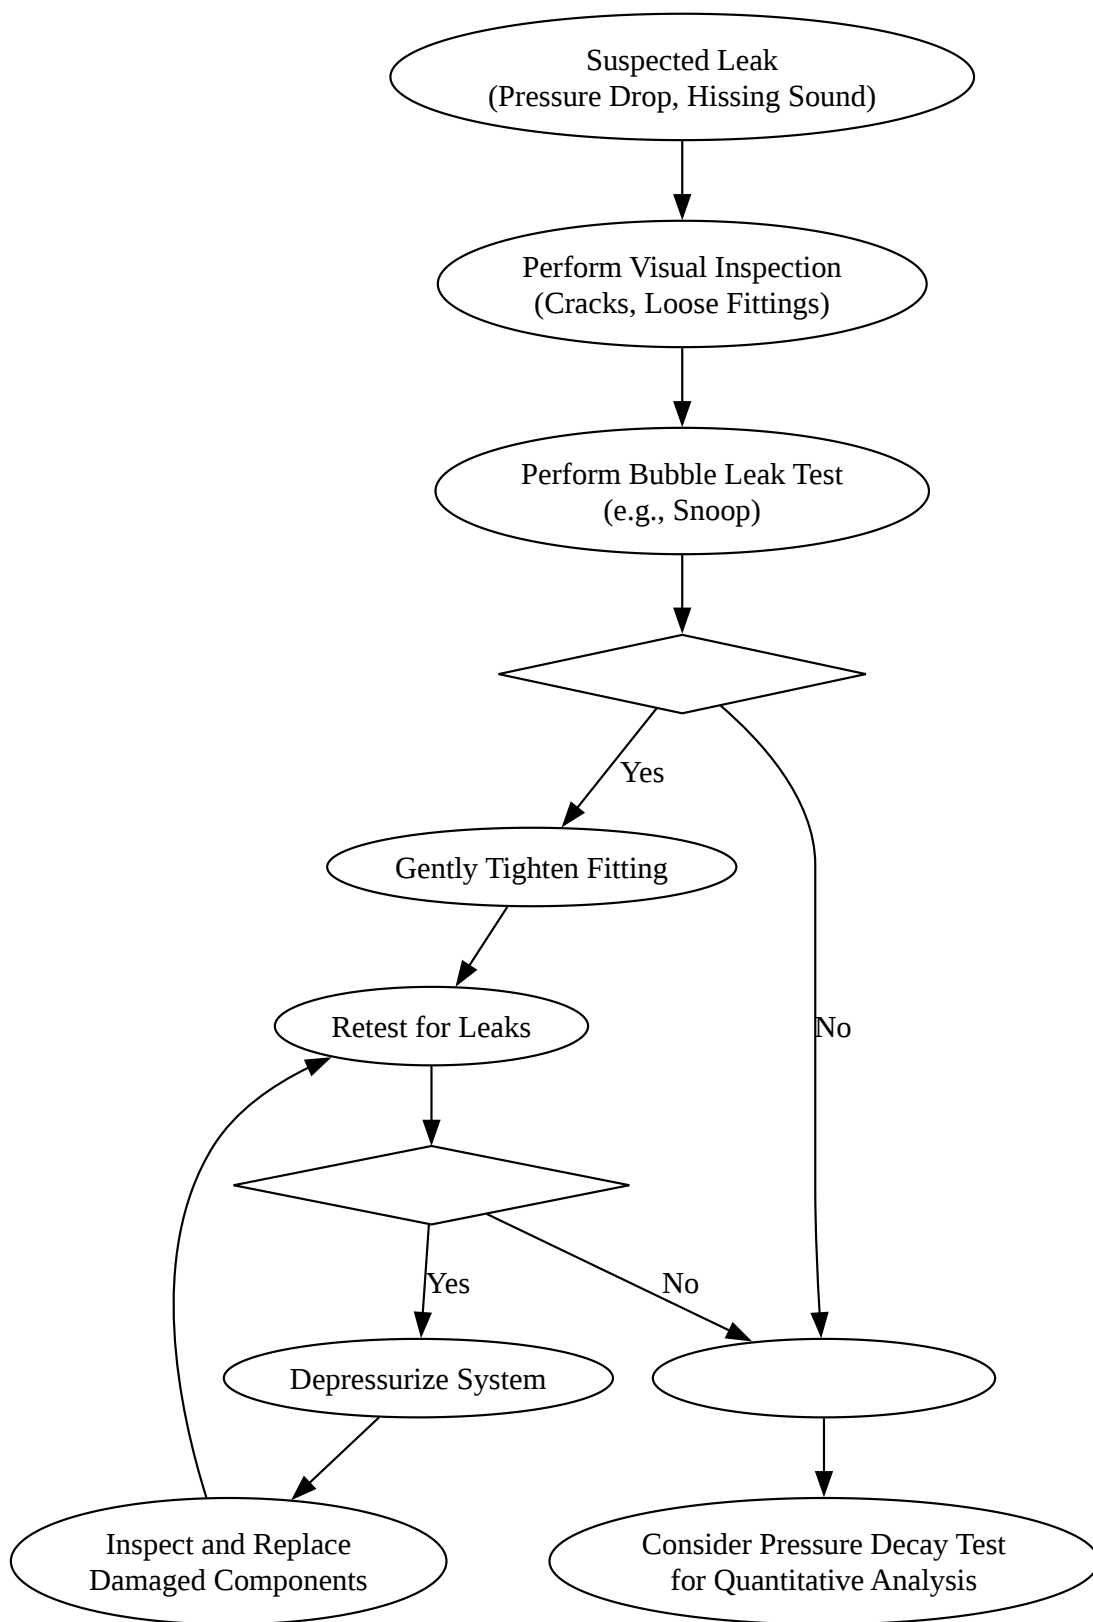 Suspected Leak
(Pressure Drop, Hissing Sound)
Perform Visual Inspection
(Cracks, Loose Fittings)
Perform Bubble Leak Test
(e.g., Snoop)
Yes
Gently Tighten Fitting
Retest for Leaks
No
Yes
No
Depressurize System
Inspect and Replace
Damaged Components
Consider Pressure Decay Test
for Quantitative Analysis